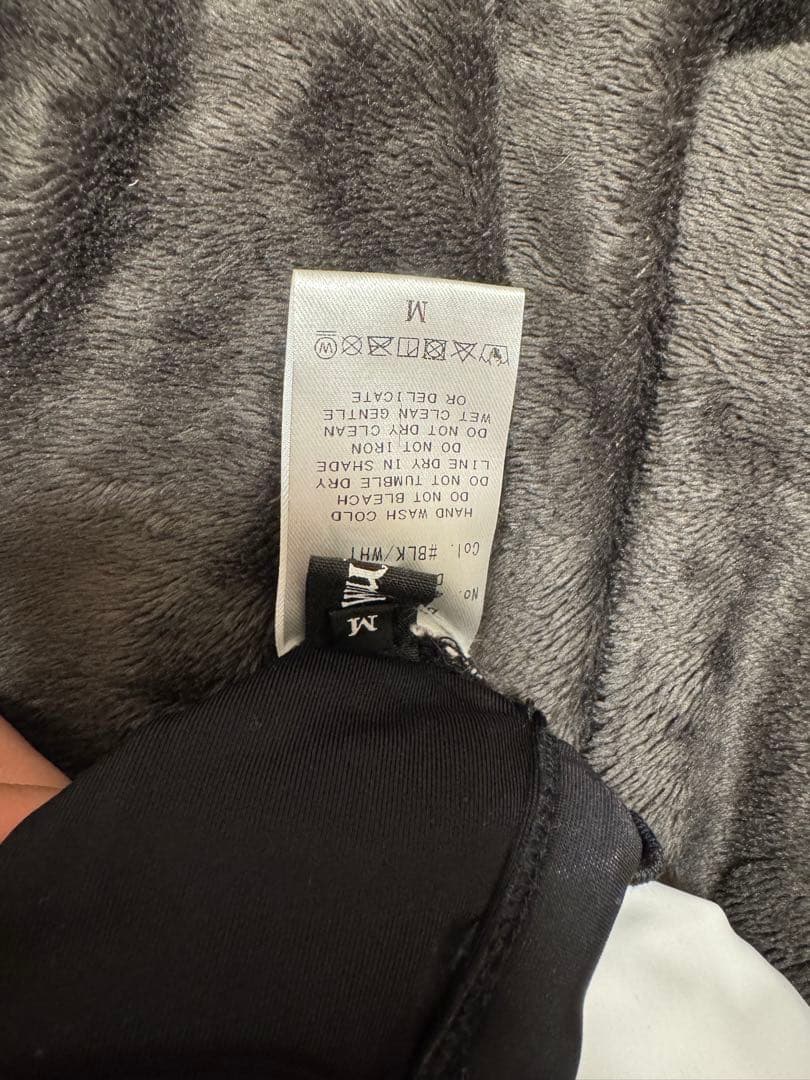 No. D
Col. #BLK/WHT
HAND WASH COLD
DO NOT BLEACH
DO NOT TUMBLE DRY
LINE DRY IN SHADE
DO NOT IRON
DO NOT DRY CLEAN
WET CLEAN GENTLE
OR DELICATE
W
M
M